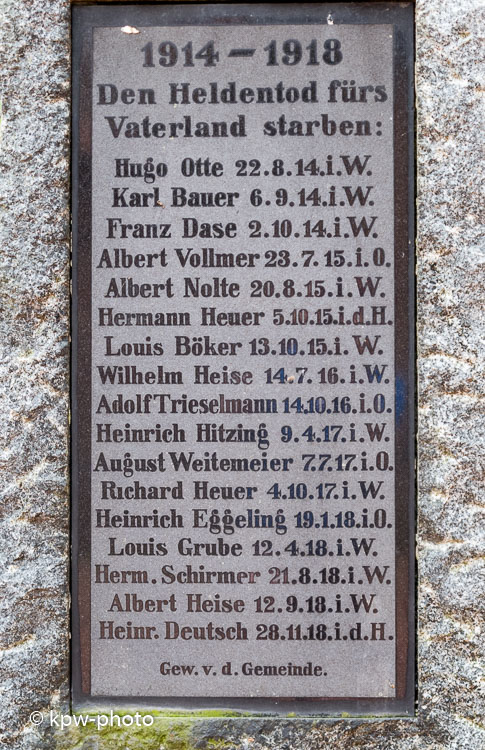 1914 – 1918
Den Heldentod fürs
Vaterland starben:
Hugo Otte 22.8.14.i.W.
Karl Bauer 6.9.14.i.W.
Franz Dase 2.10.14.i.W.
Albert Vollmer 23.7.15.i.O.
Albert Nolte 20.8.15.i.W.
Hermann Heuer 5.10.15.i.d.H.
Louis Böker 13.10.15.i.W.
Wilhelm Heise 14.7.16.i.W.
Adolf Trieselmann 14.10.16.i.O.
Heinrich Hitzing 9.4.17.i.W.
August Weitemeier 7.7.17.i.O.
Richard Heuer 4.10.17.i.W.
Heinrich Eggeling 19.1.18.i.O.
Louis Grube 12.4.18.i.W.
Herm. Schirmer 21.8.18.i.W.
Albert Heise 12.9.18.i.W.
Heinr. Deutsch 28.11.18.i.d.H.
Gew. v. d. Gemeinde.
© kpw-photo